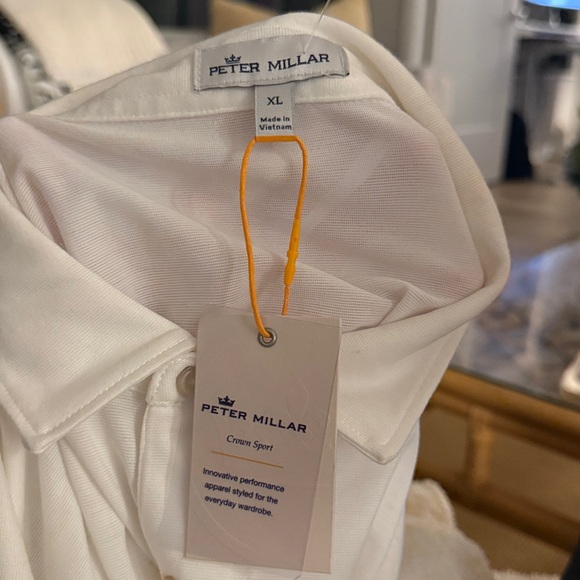 PETER MILLAR
XL
Made in
Vietnam
PETER MILLAR
Crown Sport
Innovative performance
apparel styled for the
everyday wardrobe.